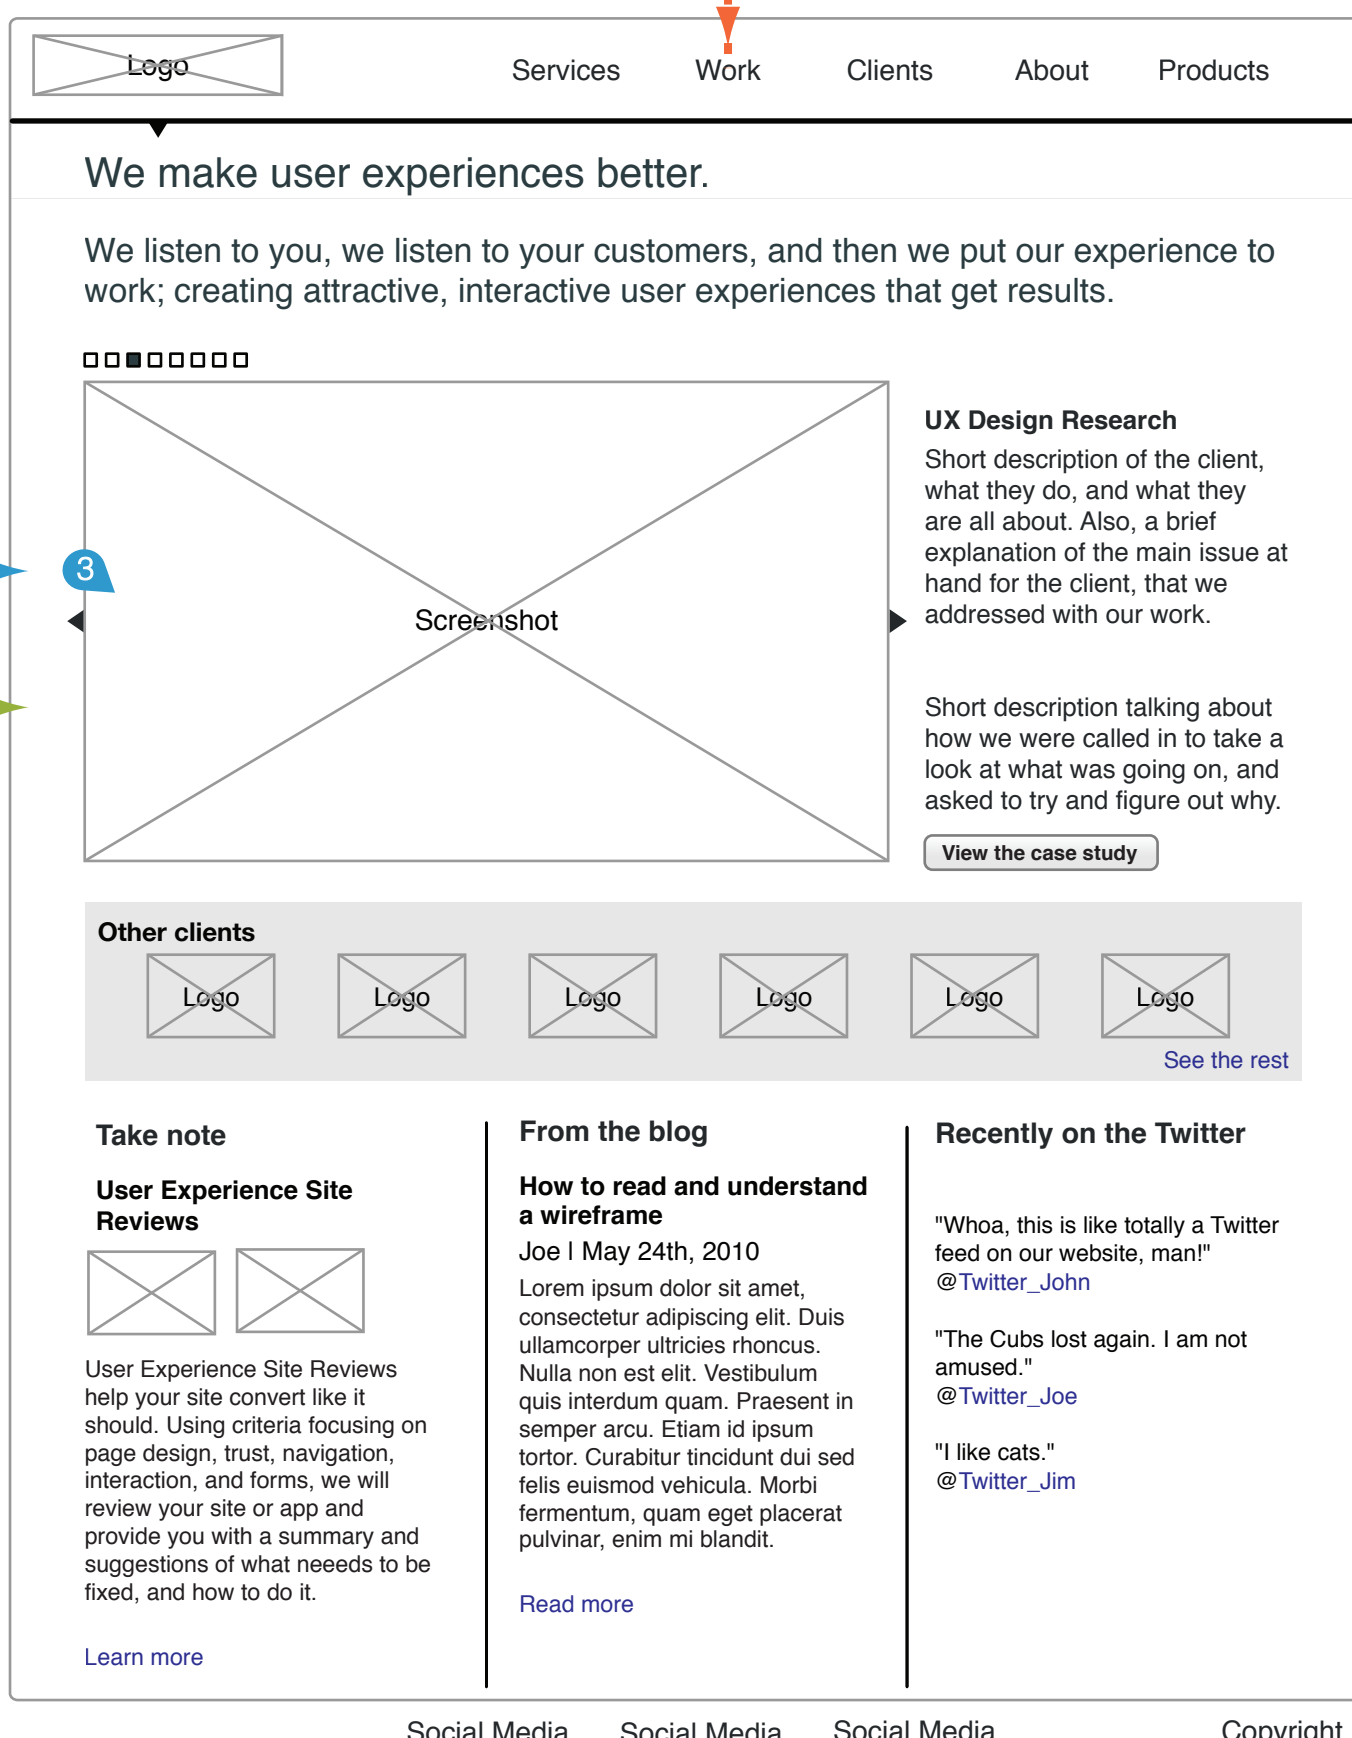 Logo
Services Work Clients About Products
We make user experiences better.
We listen to you, we listen to your customers, and then we put our experience to
work; creating attractive, interactive user experiences that get results.
3
Screenshot
UX Design Research
Short description of the client,
what they do, and what they
are all about. Also, a brief
explanation of the main issue at
hand for the client, that we
addressed with our work.
Short description talking about
how we were called in to take a
look at what was going on, and
asked to try and figure out why.
View the case study
Other clients
Logo Logo Logo Logo Logo Logo
See the rest
Take note
User Experience Site
Reviews
User Experience Site Reviews
help your site convert like it
should. Using criteria focusing on
page design, trust, navigation,
interaction, and forms, we will
review your site or app and
provide you with a summary and
suggestions of what neeeds to be
fixed, and how to do it.
Learn more
From the blog
How to read and understand
a wireframe
Joe | May 24th, 2010
Lorem ipsum dolor sit amet,
consectetur adipiscing elit. Duis
ullamcorper ultricies rhoncus.
Nulla non est elit. Vestibulum
quis interdum quam. Praesent in
semper arcu. Etiam id ipsum
tortor. Curabitur tincidunt dui sed
felis euismod vehicula. Morbi
fermentum, quam eget placerat
pulvinar, enim mi blandit.
Read more
Recently on the Twitter
"Whoa, this is like totally a Twitter
feed on our website, man!"
@Twitter_John
"The Cubs lost again. I am not
amused."
@Twitter_Joe
"I like cats."
@Twitter_Jim
Social Media Social Media Social Media Copyright